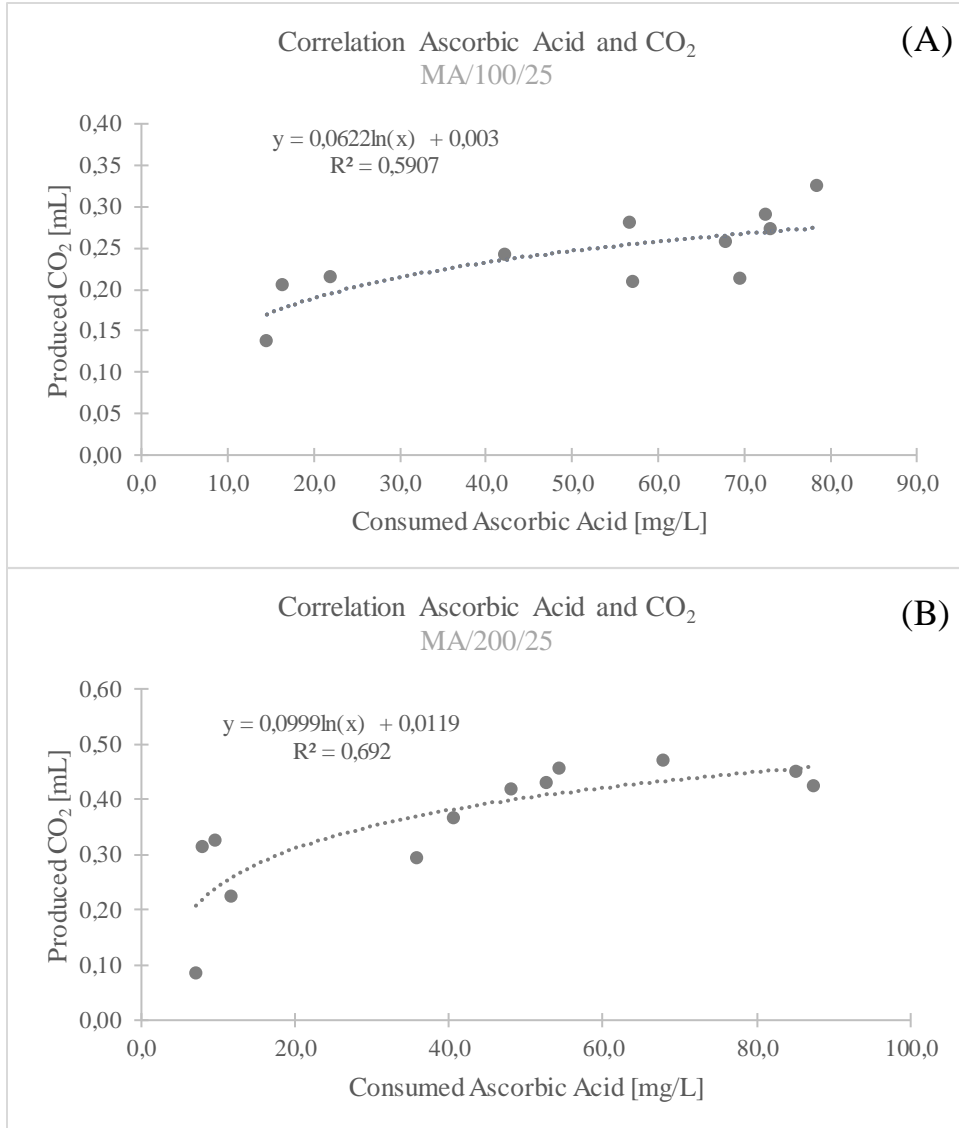 Correlation Ascorbic Acid and CO₂
(A)
MA/100/25
y = 0,0622ln(x) + 0,003
R² = 0,5907
Produced CO₂ [mL]
0,40
0,35
0,30
0,25
0,20
0,15
0,10
0,05
0,00
0,0 10,0 20,0 30,0 40,0 50,0 60,0 70,0 80,0 90,0
Consumed Ascorbic Acid [mg/L]
Correlation Ascorbic Acid and CO₂
(B)
MA/200/25
y = 0,0999ln(x) + 0,0119
R² = 0,692
Produced CO₂ [mL]
0,60
0,50
0,40
0,30
0,20
0,10
0,00
0,0 20,0 40,0 60,0 80,0 100,0
Consumed Ascorbic Acid [mg/L]